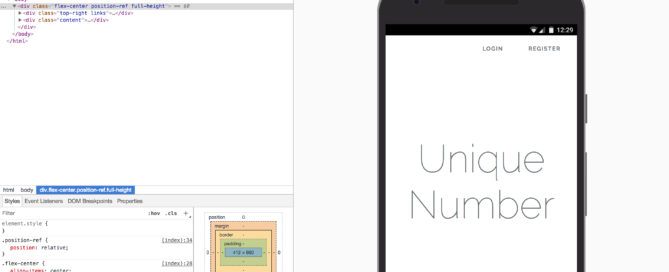 ... ▼<div class="flex-center position-ref full-height"> == $0
▶<div class="top-right links">…</div>
▶<div class="content">…</div>
</div>
</body>
</html>
html body div.flex-center.position-ref.full-height
Styles Event Listeners DOM Breakpoints Properties
Filter :hov .cls +
element.style {
}
.position-ref { (index):34
position: relative;
}
.flex-center { (index):28
align-items: center;
position 0
margin -
border -
padding -
0 412 × 660 0
12:29
LOGIN REGISTER
Unique
Number